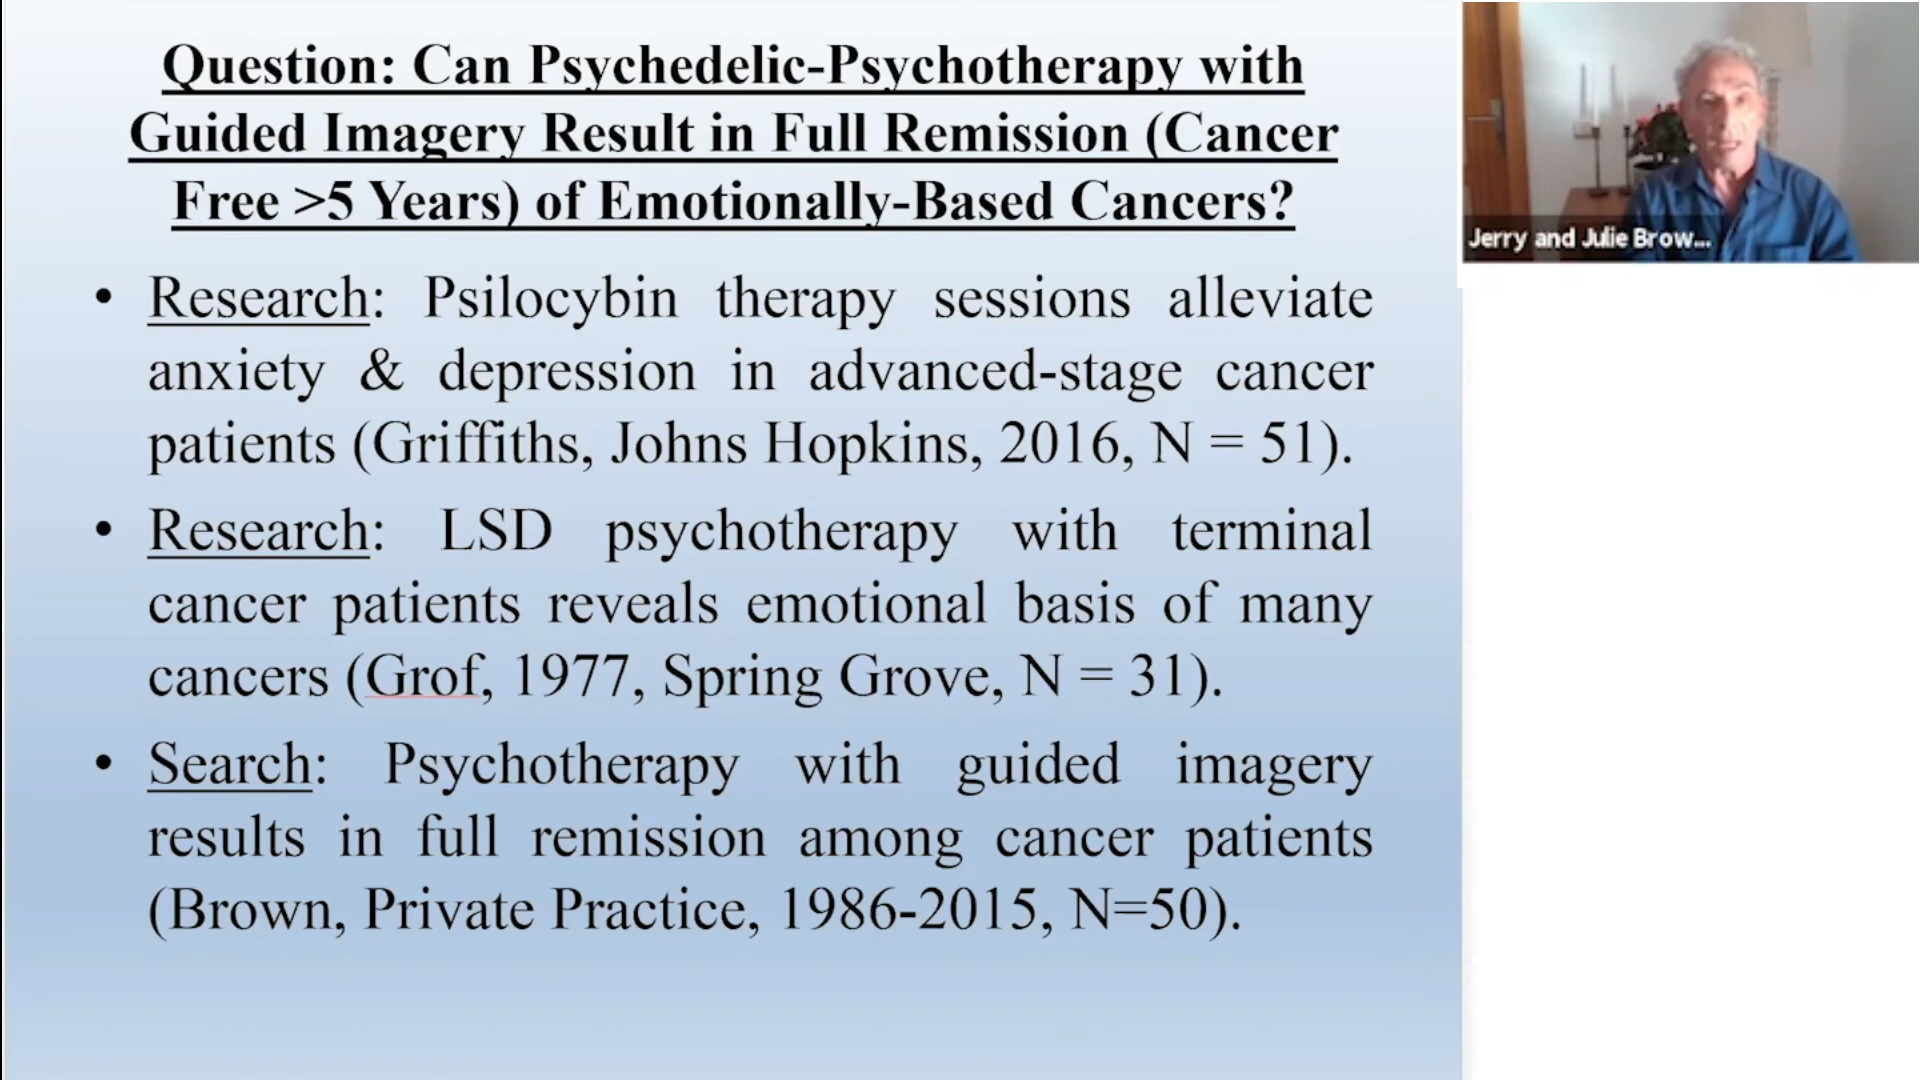 Question: Can Psychedelic-Psychotherapy with
Guided Imagery Result in Full Remission (Cancer
Free >5 Years) of Emotionally-Based Cancers?
• Research: Psilocybin therapy sessions alleviate
anxiety & depression in advanced-stage cancer
patients (Griffiths, Johns Hopkins, 2016, N = 51).
• Research: LSD psychotherapy with terminal
cancer patients reveals emotional basis of many
cancers (Grof, 1977, Spring Grove, N = 31).
• Search: Psychotherapy with guided imagery
results in full remission among cancer patients
(Brown, Private Practice, 1986-2015, N=50).
Jerry and Julie Brow...